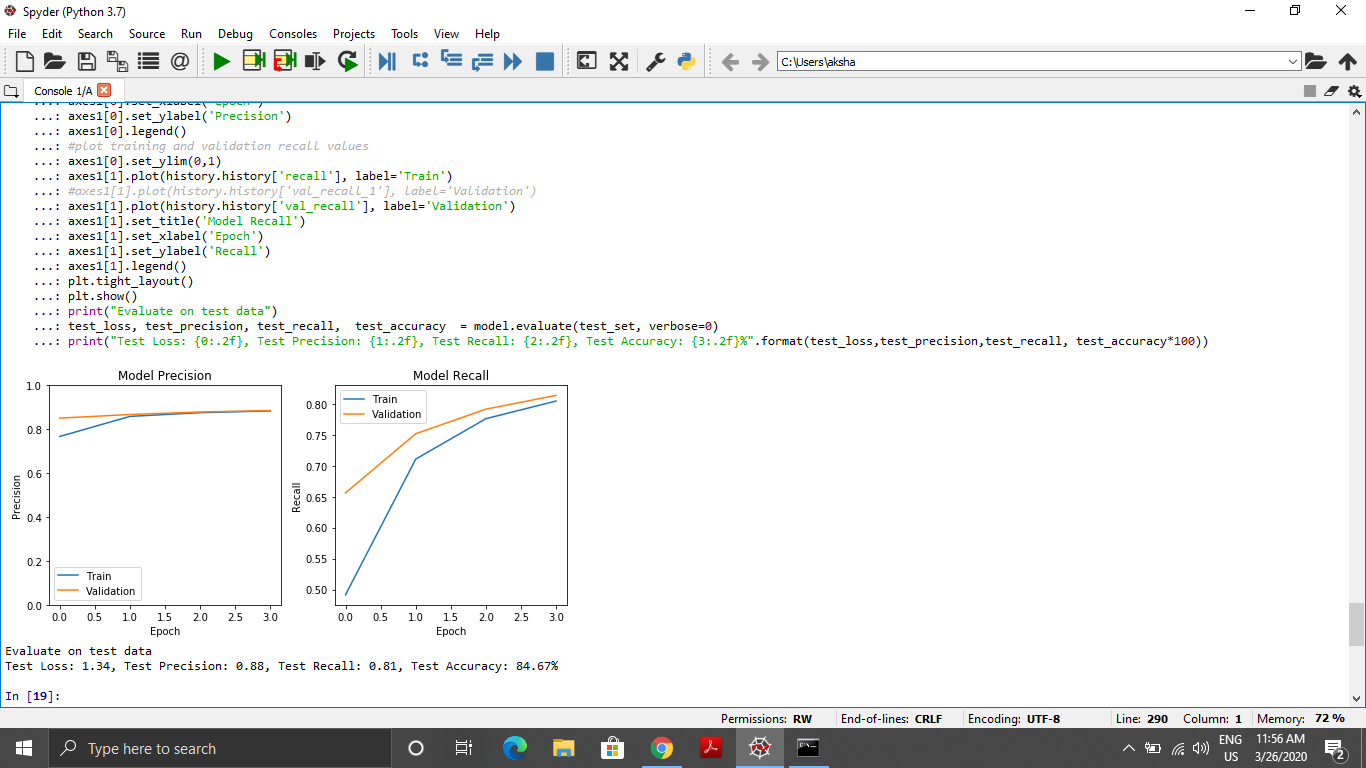 Spyder (Python 3.7)
File Edit Search Source Run Debug Consoles Projects Tools View Help
C:\Users\aksha
Console 1/A
...: axes1[0].set_xlabel('Epoch')
...: axes1[0].set_ylabel('Precision')
...: axes1[0].legend()
...: #plot training and validation recall values
...: axes1[0].set_ylim(0,1)
...: axes1[1].plot(history.history['recall'], label='Train')
...: #axes1[1].plot(history.history['val_recall_1'], label='Validation')
...: axes1[1].plot(history.history['val_recall'], label='Validation')
...: axes1[1].set_title('Model Recall')
...: axes1[1].set_xlabel('Epoch')
...: axes1[1].set_ylabel('Recall')
...: axes1[1].legend()
...: plt.tight_layout()
...: plt.show()
...: print("Evaluate on test data")
...: test_loss, test_precision, test_recall,  test_accuracy  = model.evaluate(test_set, verbose=0)
...: print("Test Loss: {0:.2f}, Test Precision: {1:.2f}, Test Recall: {2:.2f}, Test Accuracy: {3:.2f}%".format(test_loss,test_precision,test_recall, test_accuracy*100))
Model Precision
1.0
0.8
0.6
0.4
0.2
0.0
Precision
Train
Validation
0.0 0.5 1.0 1.5 2.0 2.5 3.0
Epoch
Model Recall
Train
Validation
0.80
0.75
0.70
0.65
0.60
0.55
0.50
Recall
0.0 0.5 1.0 1.5 2.0 2.5 3.0
Epoch
Evaluate on test data
Test Loss: 1.34, Test Precision: 0.88, Test Recall: 0.81, Test Accuracy: 84.67%
In [19]:
Permissions: RW End-of-lines: CRLF Encoding: UTF-8 Line: 290 Column: 1 Memory: 72 %
Type here to search
ENG
US
11:56 AM
3/26/2020
2